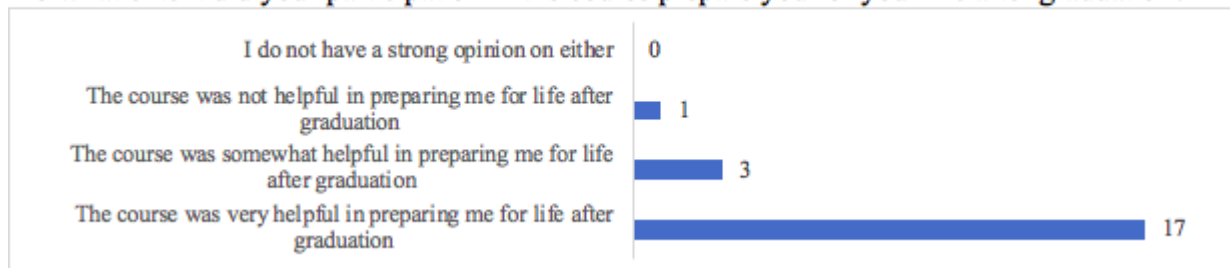 I do not have a strong opinion on either
0
The course was not helpful in preparing me for life after
graduation
1
The course was somewhat helpful in preparing me for life
after graduation
3
The course was very helpful in preparing me for life after
graduation
17